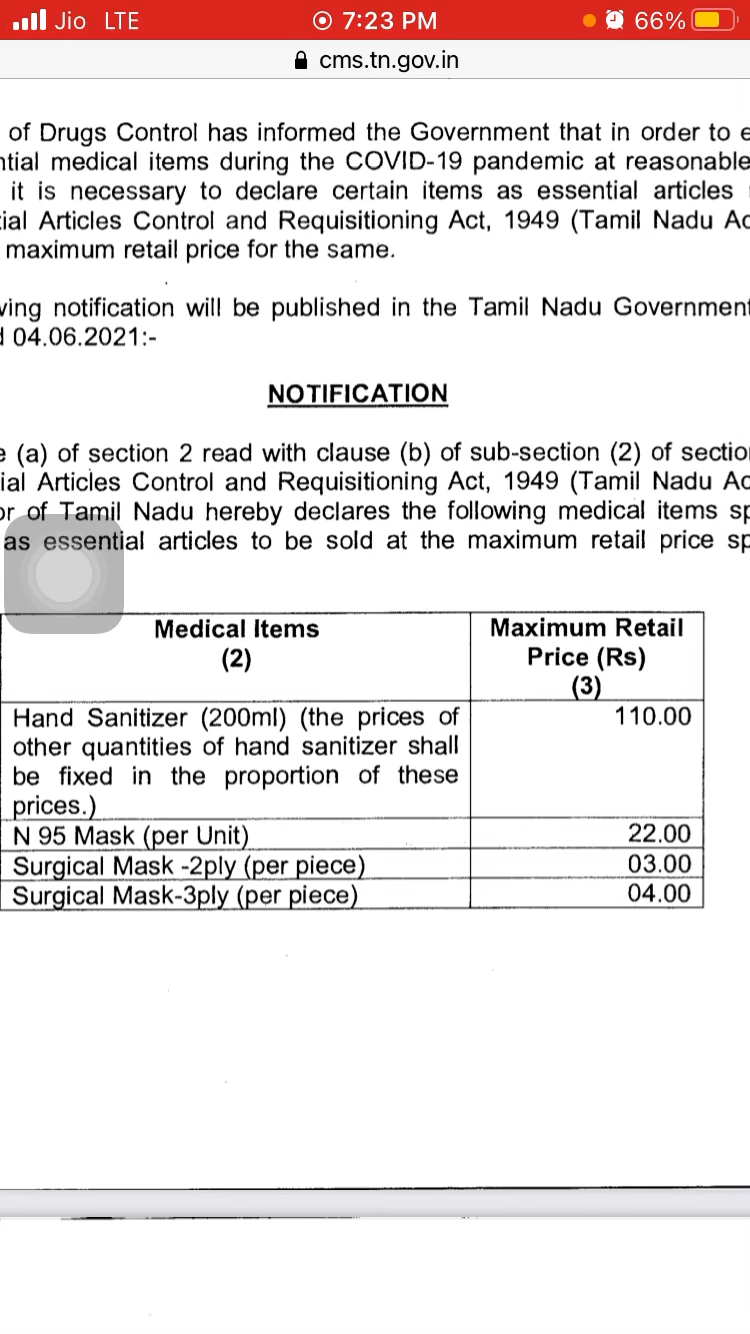 Jio LTE 7:23 PM 66%
cms.tn.gov.in
of Drugs Control has informed the Government that in order to e
ntial medical items during the COVID-19 pandemic at reasonable
it is necessary to declare certain items as essential articles
ial Articles Control and Requisitioning Act, 1949 (Tamil Nadu Ac
maximum retail price for the same.
ving notification will be published in the Tamil Nadu Government
d 04.06.2021:-
NOTIFICATION
e (a) of section 2 read with clause (b) of sub-section (2) of section
ial Articles Control and Requisitioning Act, 1949 (Tamil Nadu Ac
or of Tamil Nadu hereby declares the following medical items sp
as essential articles to be sold at the maximum retail price sp
Medical Items Maximum Retail
(2) Price (Rs)
(3)
Hand Sanitizer (200ml) (the prices of 110.00
other quantities of hand sanitizer shall
be fixed in the proportion of these
prices.)
N 95 Mask (per Unit) 22.00
Surgical Mask -2ply (per piece) 03.00
Surgical Mask-3ply (per piece) 04.00